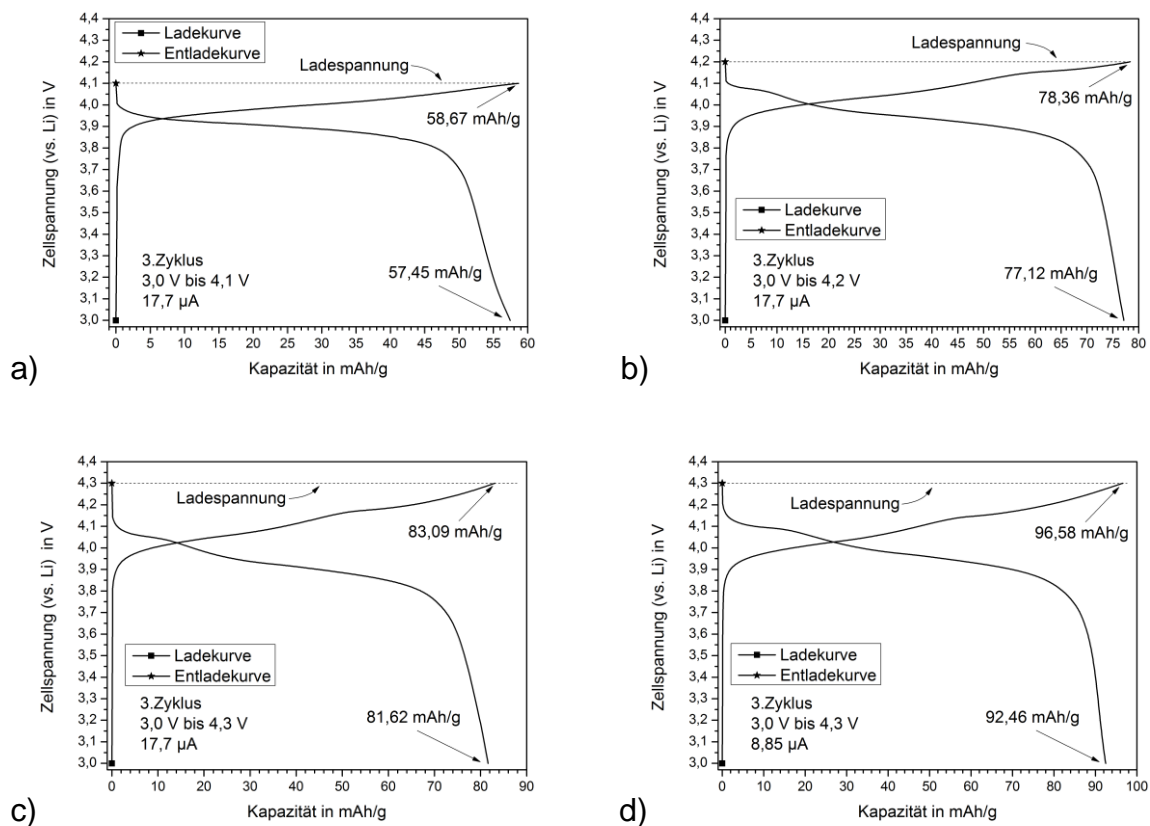 4,4
4,3
4,2
4,1
4,0
3,9
3,8
3,7
3,6
3,5
3,4
3,3
3,2
3,1
3,0
Zellspannung (vs. Li) in V
Ladekurve
Entladekurve
Ladespannung
58,67 mAh/g
57,45 mAh/g
3.Zyklus
3,0 V bis 4,1 V
17,7 µA
0 5 10 15 20 25 30 35 40 45 50 55 60
Kapazität in mAh/g
a)
4,4
4,3
4,2
4,1
4,0
3,9
3,8
3,7
3,6
3,5
3,4
3,3
3,2
3,1
3,0
Zellspannung (vs. Li) in V
Ladespannung
78,36 mAh/g
Ladekurve
Entladekurve
3.Zyklus
3,0 V bis 4,2 V
17,7 µA
77,12 mAh/g
0 5 10 15 20 25 30 35 40 45 50 55 60 65 70 75 80
Kapazität in mAh/g
b)
4,4
4,3
4,2
4,1
4,0
3,9
3,8
3,7
3,6
3,5
3,4
3,3
3,2
3,1
3,0
Zellspannung (vs. Li) in V
Ladespannung
83,09 mAh/g
Ladekurve
Entladekurve
3.Zyklus
3,0 V bis 4,3 V
17,7 µA
81,62 mAh/g
0 10 20 30 40 50 60 70 80 90
Kapazität in mAh/g
c)
4,4
4,3
4,2
4,1
4,0
3,9
3,8
3,7
3,6
3,5
3,4
3,3
3,2
3,1
3,0
Zellspannung (vs. Li) in V
Ladespannung
96,58 mAh/g
Ladekurve
Entladekurve
3.Zyklus
3,0 V bis 4,3 V
8,85 µA
92,46 mAh/g
0 10 20 30 40 50 60 70 80 90 100
Kapazität in mAh/g
d)